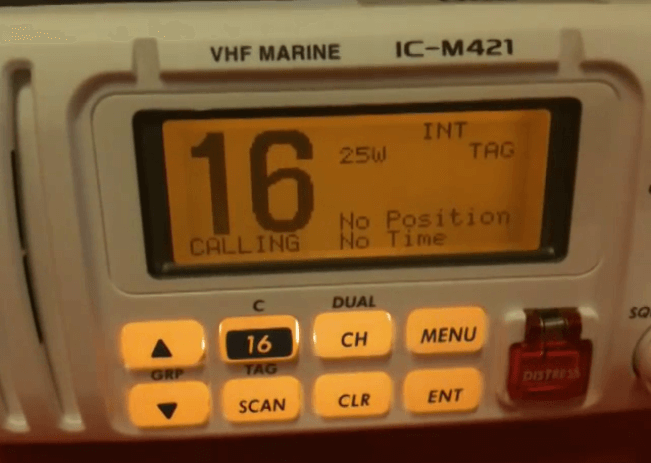 VHF MARINE IC-M421
16
25W
INT
TAG
CALLING
No Position
No Time
C DUAL
16 CH MENU
GRP TAG
SCAN CLR ENT
DISTRESS
SQ